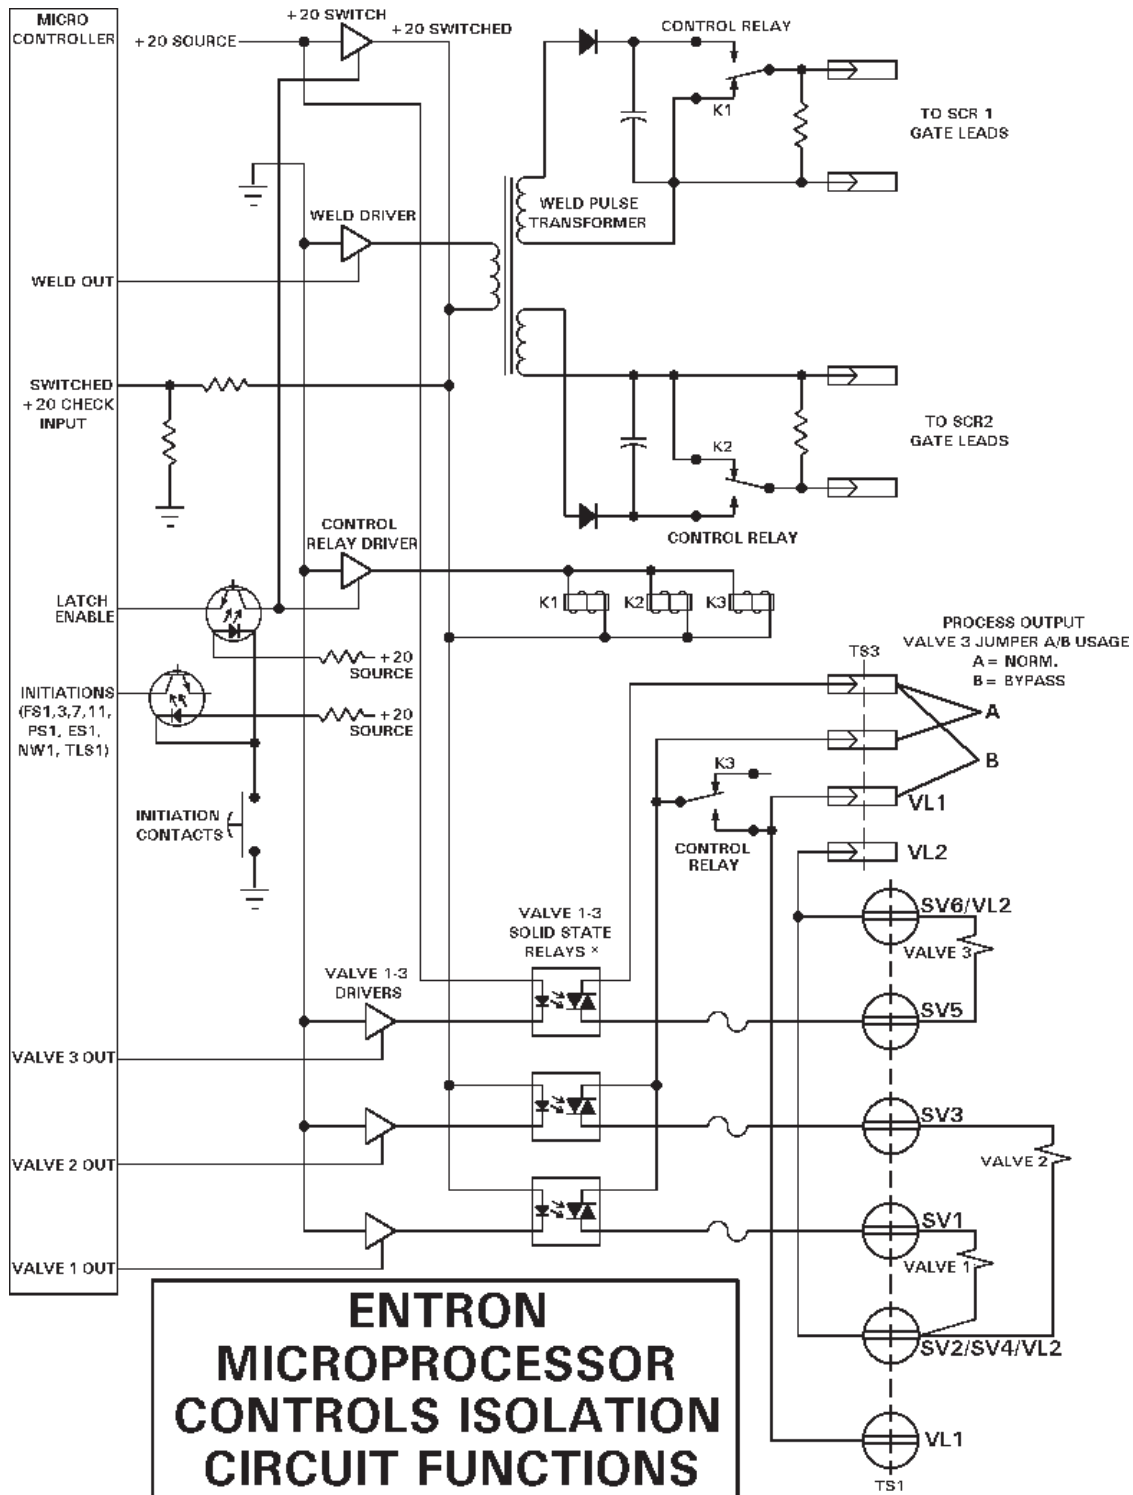 MICRO
CONTROLLER
+20 SWITCH
+20 SOURCE
+20 SWITCHED
CONTROL RELAY
K1
TO SCR 1
GATE LEADS
WELD PULSE
TRANSFORMER
WELD DRIVER
WELD OUT
SWITCHED
+20 CHECK
INPUT
TO SCR2
GATE LEADS
K2
CONTROL RELAY
CONTROL
RELAY DRIVER
LATCH
ENABLE
K1
K2
K3
+20
SOURCE
INITIATIONS
(FS1,3,7,11,
PS1, ES1,
NW1, TLS1)
+20
SOURCE
PROCESS OUTPUT
VALVE 3 JUMPER A/B USAGE
A = NORM.
B = BYPASS
TS3
A
B
K3
VL1
VL2
CONTROL
RELAY
INITIATION
CONTACTS
VALVE 1-3
SOLID STATE
RELAYS *
SV6/VL2
VALVE 3
SV5
VALVE 1-3
DRIVERS
VALVE 3 OUT
SV3
VALVE 2
VALVE 2 OUT
SV1
VALVE 1
VALVE 1 OUT
SV2/SV4/VL2
VL1
TS1
ENTRON
MICROPROCESSOR
CONTROLS ISOLATION
CIRCUIT FUNCTIONS